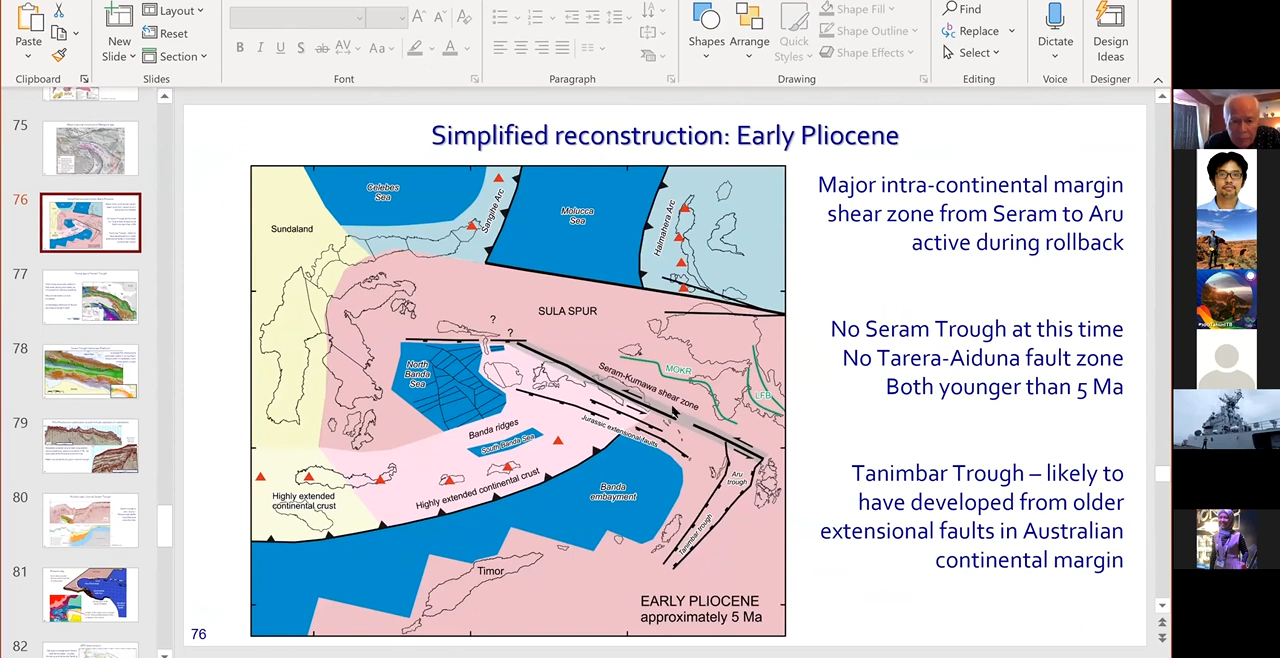 Paste
Clipboard
New
Slide
Layout
Reset
Section
Slides
B I U S ab AV Aa A
Font
Paragraph
Shapes
Arrange
Quick
Styles
Shape Fill
Shape Outline
Shape Effects
Drawing
Find
Replace
Select
Editing
Dictate
Voice
Design
Ideas
Designer
75
76
77
78
79
80
81
82
Simplified reconstruction: Early Pliocene
Celebes
Sea
Sangihe Arc
Molucca
Sea
Halmahera Arc
Sundaland
SULA SPUR
?
?
North
Banda
Sea
MOKR
LFB
Seram-Kumawa shear zone
Jurassic extensional faults
Banda ridges
South Banda Sea
Highly extended continental crust
Highly extended
continental crust
Banda
embayment
Aru
trough
Tanimbar trough
Timor
EARLY PLIOCENE
approximately 5 Ma
Major intra-continental margin
shear zone from Seram to Aru
active during rollback
No Seram Trough at this time
No Tarera-Aiduna fault zone
Both younger than 5 Ma
Tanimbar Trough – likely to
have developed from older
extensional faults in Australian
continental margin
76